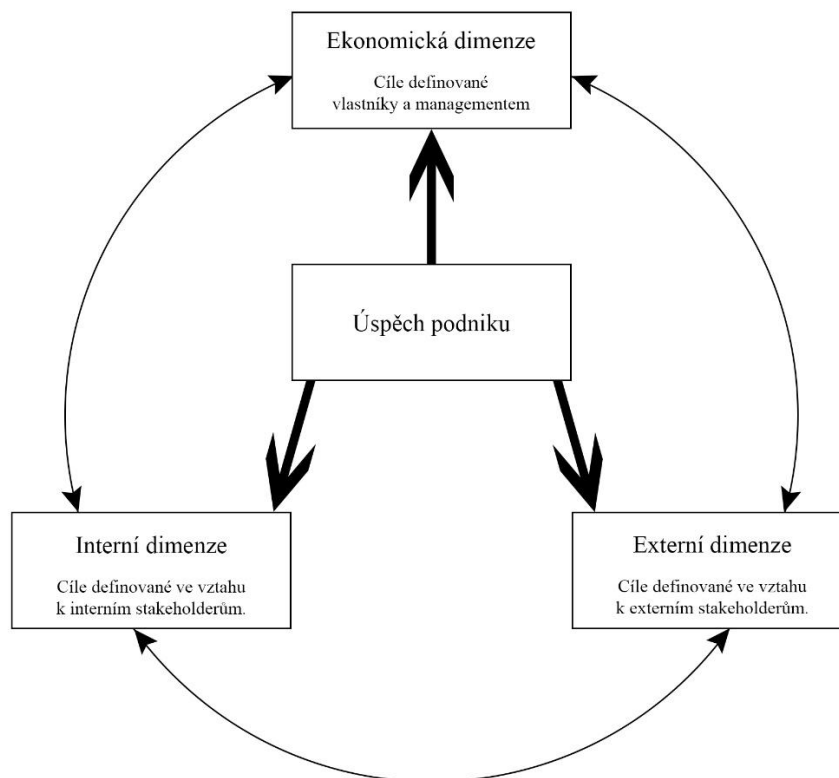 Ekonomická dimenze
Cíle definované
vlastníky a managementem
Úspěch podniku
Interní dimenze
Cíle definované ve vztahu
k interním stakeholderům.
Externí dimenze
Cíle definované ve vztahu
k externím stakeholderům.